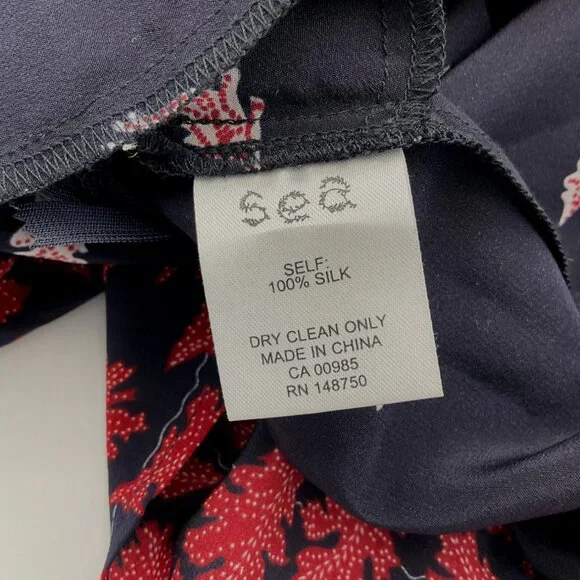 sea
SELF:
100% SILK
DRY CLEAN ONLY
MADE IN CHINA
CA 00985
RN 148750